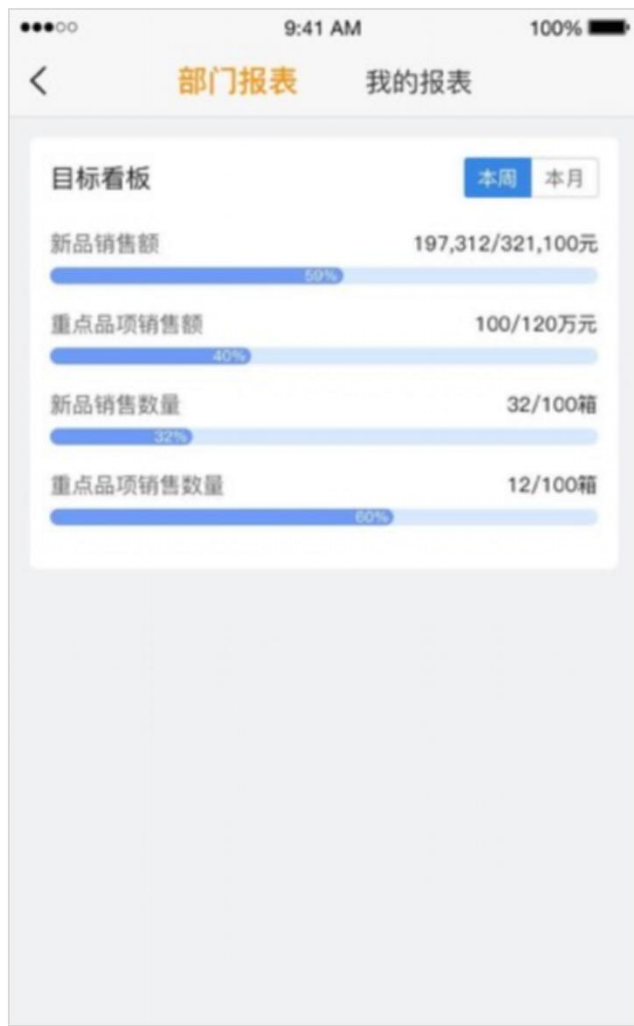 9:41 AM 100%
部门报表 我的报表
目标看板 本周 本月
新品销售额 197,312/321,100元
59%
重点品项销售额 100/120万元
40%
新品销售数量 32/100箱
32%
重点品项销售数量 12/100箱
60%